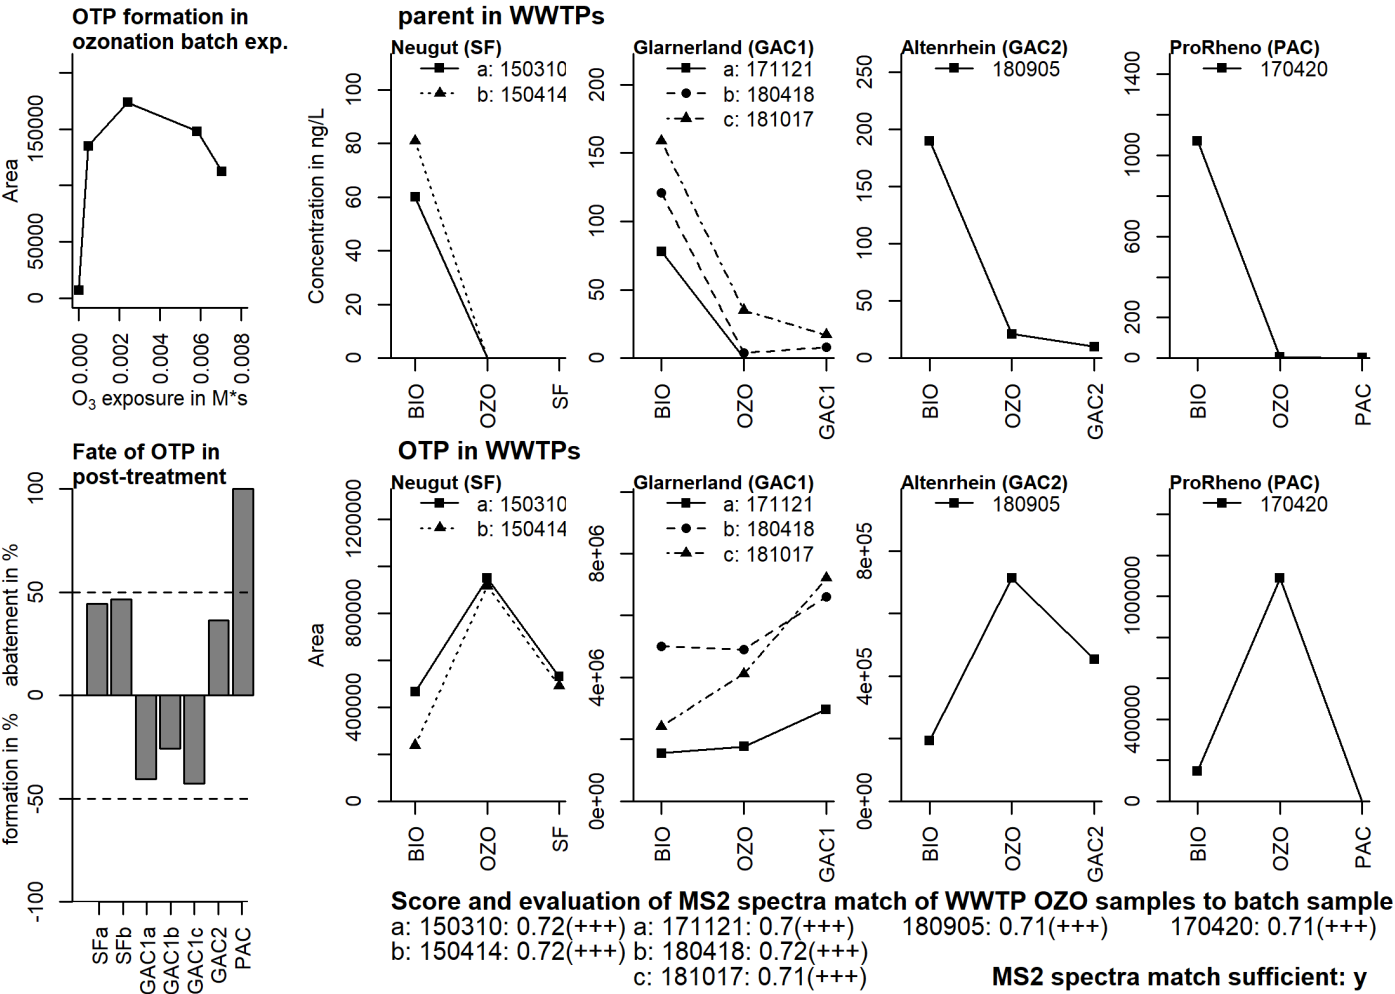 OTP formation in
ozonation batch exp.
Area
0
50000
150000
0.000
0.002
0.004
0.006
0.008
O₃ exposure in M*s
parent in WWTPs
Neugut (SF)
a: 150310
b: 150414
Concentration in ng/L
0
20
40
60
80
100
BIO
OZO
SF
Glarnerland (GAC1)
a: 171121
b: 180418
c: 181017
0
50
100
150
200
BIO
OZO
GAC1
Altenrhein (GAC2)
180905
0
50
100
150
200
250
BIO
OZO
GAC2
ProRheno (PAC)
170420
0
200
600
1000
1400
BIO
OZO
PAC
Fate of OTP in
post-treatment
formation in %
abatement in %
-100
-50
0
50
100
SFa
SFb
GAC1a
GAC1b
GAC1c
GAC2
PAC
OTP in WWTPs
Neugut (SF)
a: 150310
b: 150414
Area
0
400000
800000
1200000
BIO
OZO
SF
Glarnerland (GAC1)
a: 171121
b: 180418
c: 181017
0e+00
4e+06
8e+06
BIO
OZO
GAC1
Altenrhein (GAC2)
180905
0e+00
4e+05
8e+05
BIO
OZO
GAC2
ProRheno (PAC)
170420
0
400000
1000000
BIO
OZO
PAC
Score and evaluation of MS2 spectra match of WWTP OZO samples to batch sample
a: 150310: 0.72(+++) a: 171121: 0.7(+++) 180905: 0.71(+++) 170420: 0.71(+++)
b: 150414: 0.72(+++) b: 180418: 0.72(+++)
c: 181017: 0.71(+++)
MS2 spectra match sufficient: y